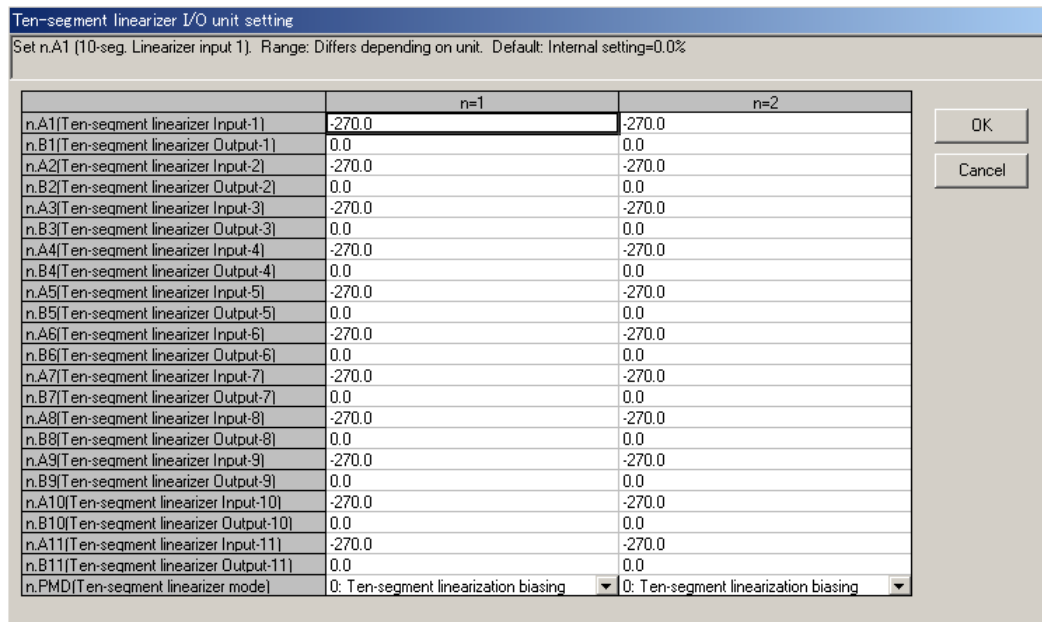 Ten-segment linearizer I/O unit setting
Set n.A1 (10-seg. Linearizer input 1). Range: Differs depending on unit. Default: Internal setting=0.0%
n=1 n=2
n.A1(Ten-segment linearizer Input-1) -270.0 -270.0
n.B1(Ten-segment linearizer Output-1) 0.0 0.0
n.A2(Ten-segment linearizer Input-2) -270.0 -270.0
n.B2(Ten-segment linearizer Output-2) 0.0 0.0
n.A3(Ten-segment linearizer Input-3) -270.0 -270.0
n.B3(Ten-segment linearizer Output-3) 0.0 0.0
n.A4(Ten-segment linearizer Input-4) -270.0 -270.0
n.B4(Ten-segment linearizer Output-4) 0.0 0.0
n.A5(Ten-segment linearizer Input-5) -270.0 -270.0
n.B5(Ten-segment linearizer Output-5) 0.0 0.0
n.A6(Ten-segment linearizer Input-6) -270.0 -270.0
n.B6(Ten-segment linearizer Output-6) 0.0 0.0
n.A7(Ten-segment linearizer Input-7) -270.0 -270.0
n.B7(Ten-segment linearizer Output-7) 0.0 0.0
n.A8(Ten-segment linearizer Input-8) -270.0 -270.0
n.B8(Ten-segment linearizer Output-8) 0.0 0.0
n.A9(Ten-segment linearizer Input-9) -270.0 -270.0
n.B9(Ten-segment linearizer Output-9) 0.0 0.0
n.A10(Ten-segment linearizer Input-10) -270.0 -270.0
n.B10(Ten-segment linearizer Output-10) 0.0 0.0
n.A11(Ten-segment linearizer Input-11) -270.0 -270.0
n.B11(Ten-segment linearizer Output-11) 0.0 0.0
n.PMD(Ten-segment linearizer mode) 0: Ten-segment linearization biasing 0: Ten-segment linearization biasing
OK
Cancel